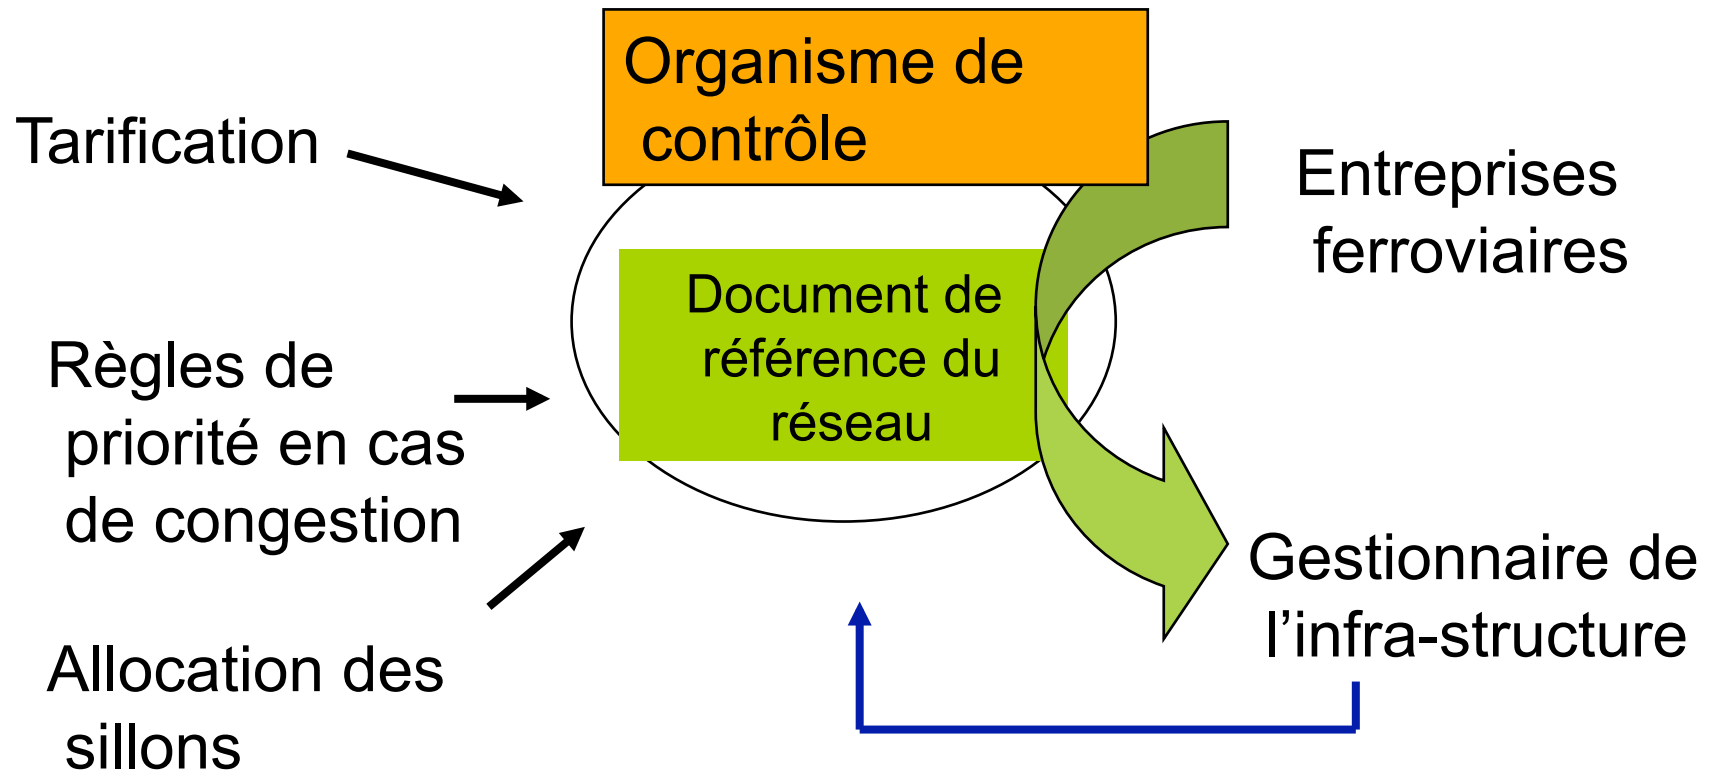 Organisme de
contrôle
Tarification
Entreprises
ferroviaires
Document de
référence du
réseau
Règles de
priorité en cas
de congestion
Gestionnaire de
l’infra-structure
Allocation des
sillons